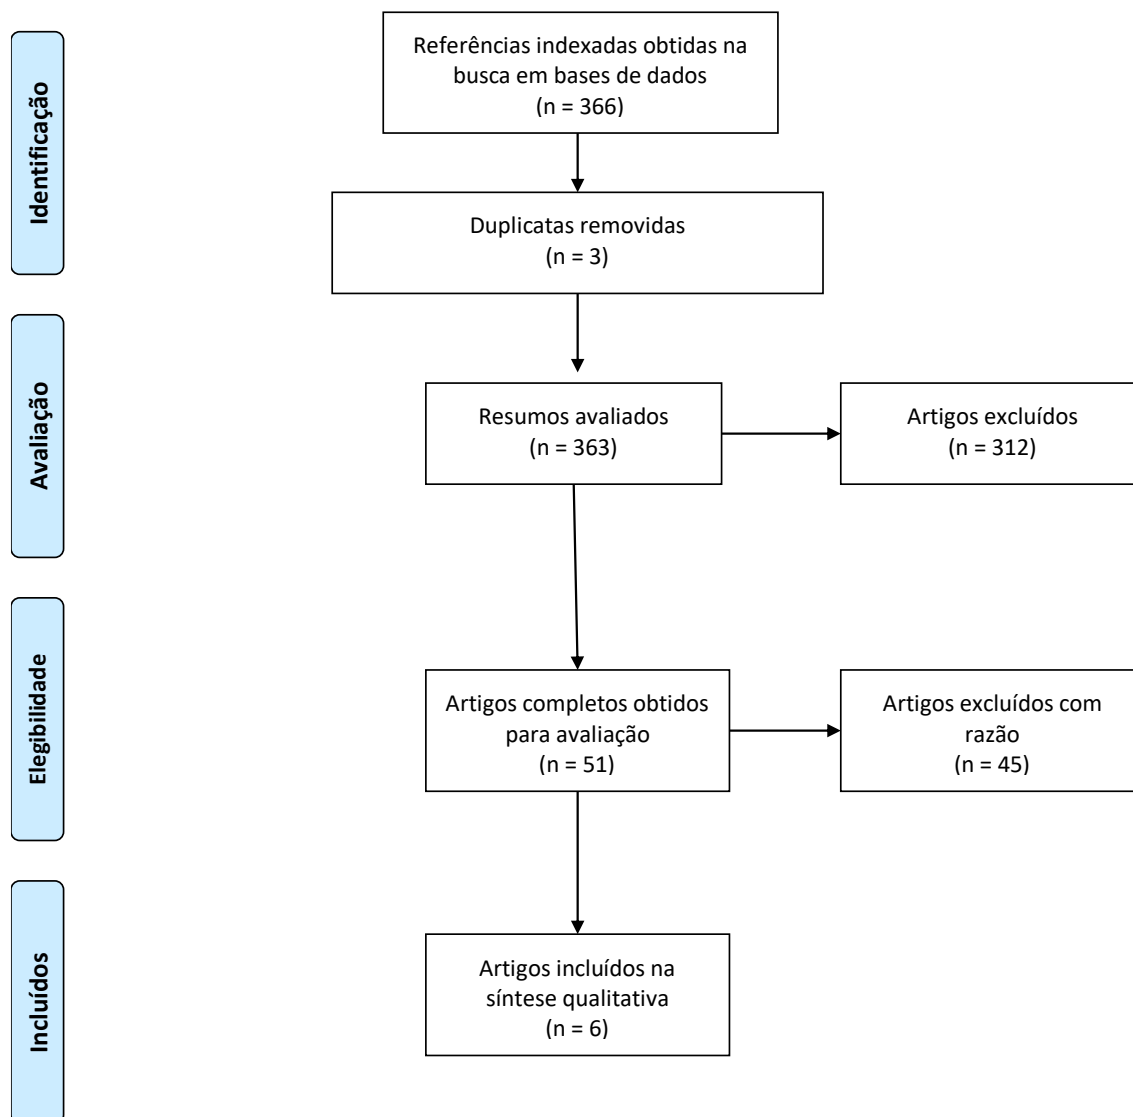 Identificação
Referências indexadas obtidas na
busca em bases de dados
(n = 366)
Duplicatas removidas
(n = 3)
Avaliação
Resumos avaliados
(n = 363)
Artigos excluídos
(n = 312)
Elegibilidade
Artigos completos obtidos
para avaliação
(n = 51)
Artigos excluídos com
razão
(n = 45)
Incluídos
Artigos incluídos na
síntese qualitativa
(n = 6)